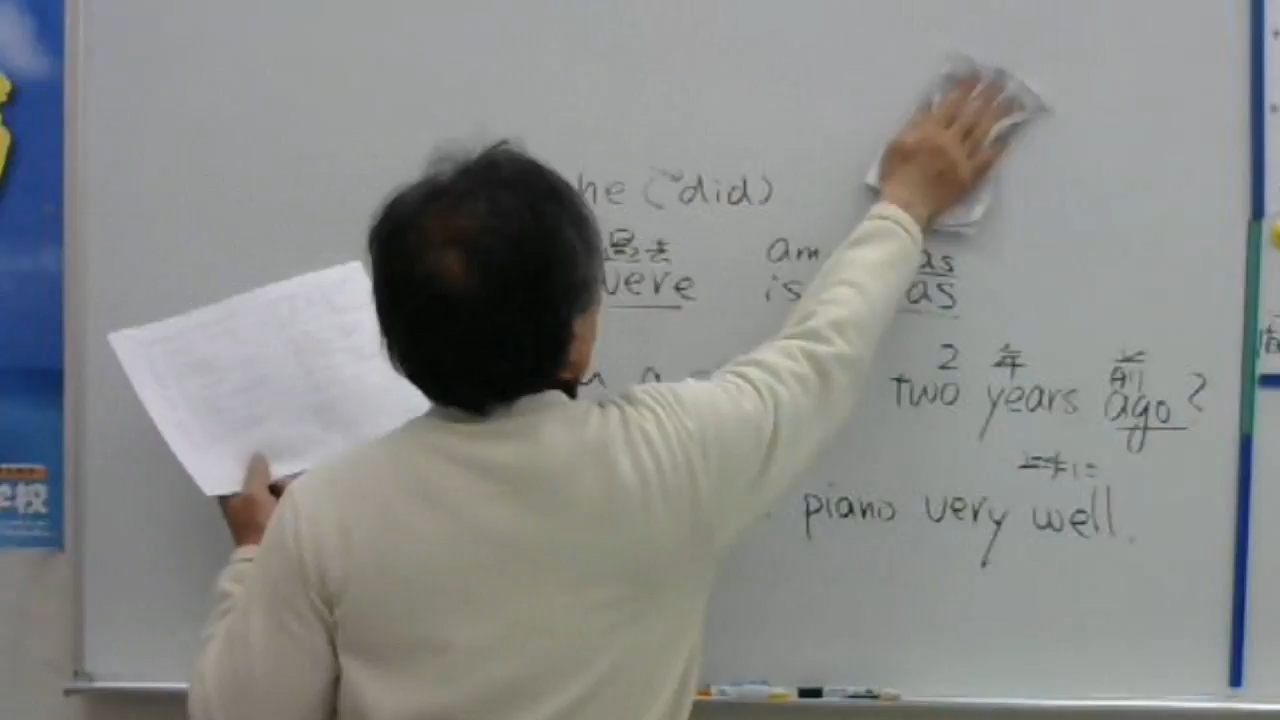 he (did)
過去
were am as
is as
2 年 前
two years ago?
上手に
piano very well.
校